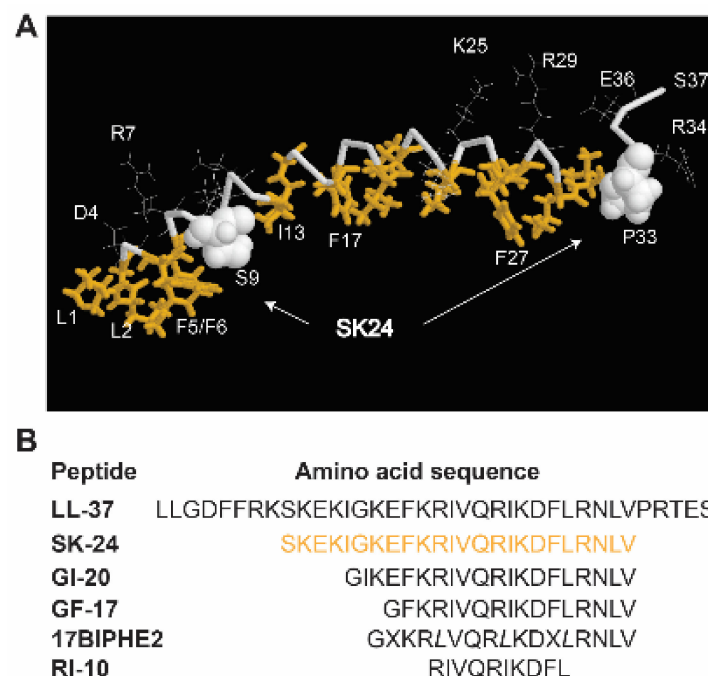 A
K25
R29
E36
S37
R7
R34
D4
I13
F17
S9
F27
P33
L1
L2
F5/F6
SK24
B
Peptide Amino acid sequence
LL-37 LLGDFFRKSKEKIGKEFKRIVQRIKDFLRNLVPRTES
SK-24 SKEKIGKEFKRIVQRIKDFLRNLV
GI-20 GIKEFKRIVQRIKDFLRNLV
GF-17 GFKRIVQRIKDFLRNLV
17BIPHE2 GXKRLVQRLKDXLRNLV
RI-10 RIVQRIKDFL